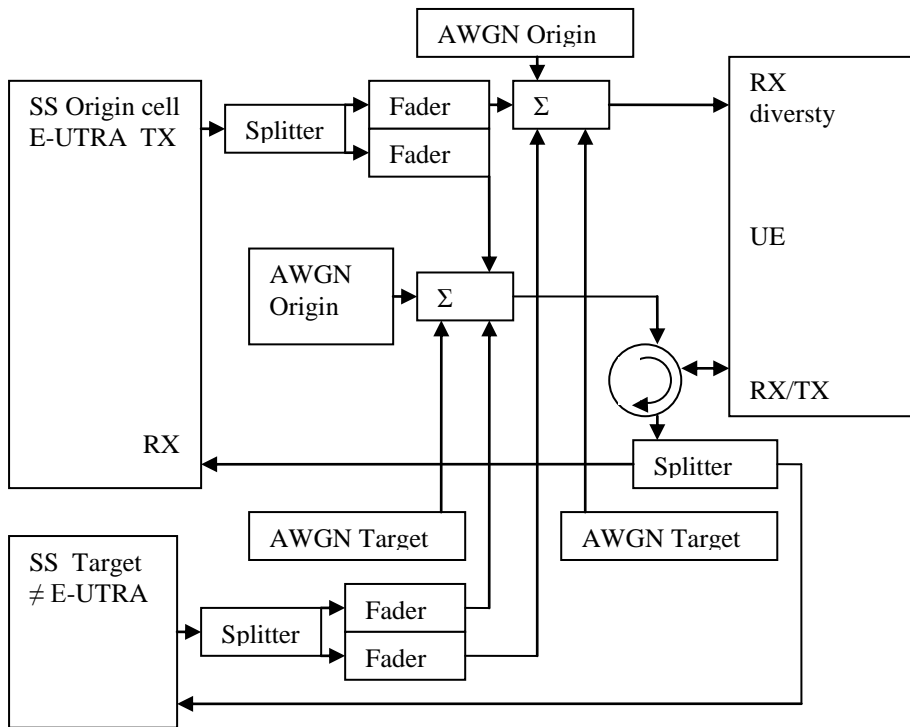 AWGN Origin
SS Origin cell
E-UTRA TX
Splitter
Fader
Fader
Σ
RX
diversty
UE
RX/TX
AWGN
Origin
Σ
RX
Splitter
AWGN Target
AWGN Target
SS Target
≠ E-UTRA
Splitter
Fader
Fader